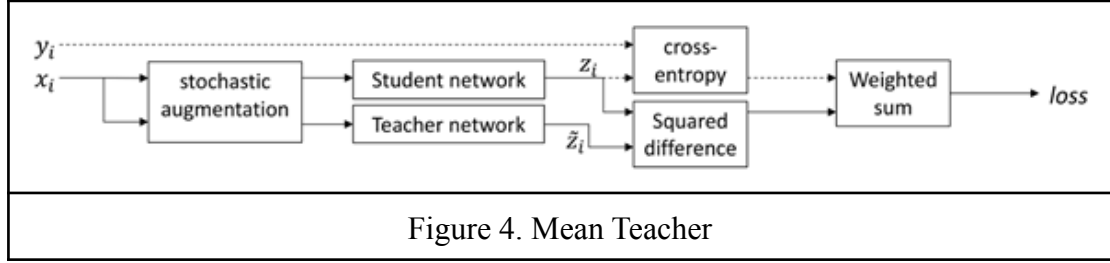 y_i
x_i
stochastic
augmentation
Student network
Teacher network
z_i
z̃_i
cross-
entropy
Squared
difference
Weighted
sum
loss
Figure 4. Mean Teacher